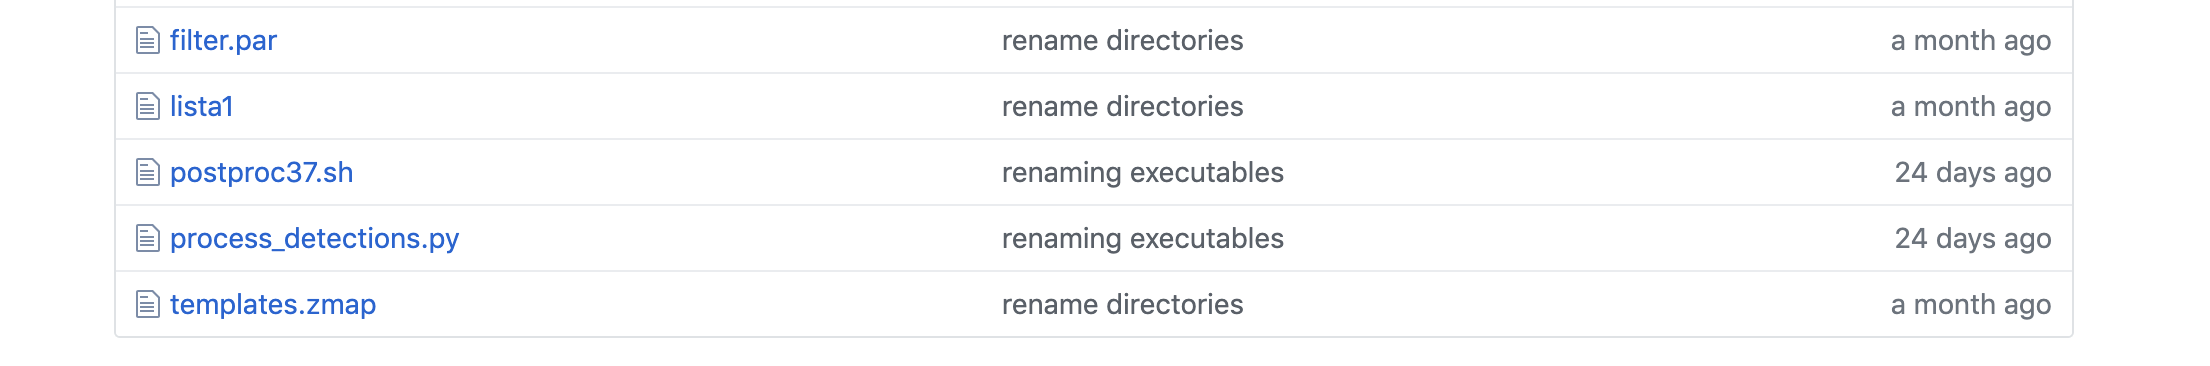 filter.par rename directories a month ago
lista1 rename directories a month ago
postproc37.sh renaming executables 24 days ago
process_detections.py renaming executables 24 days ago
templates.zmap rename directories a month ago